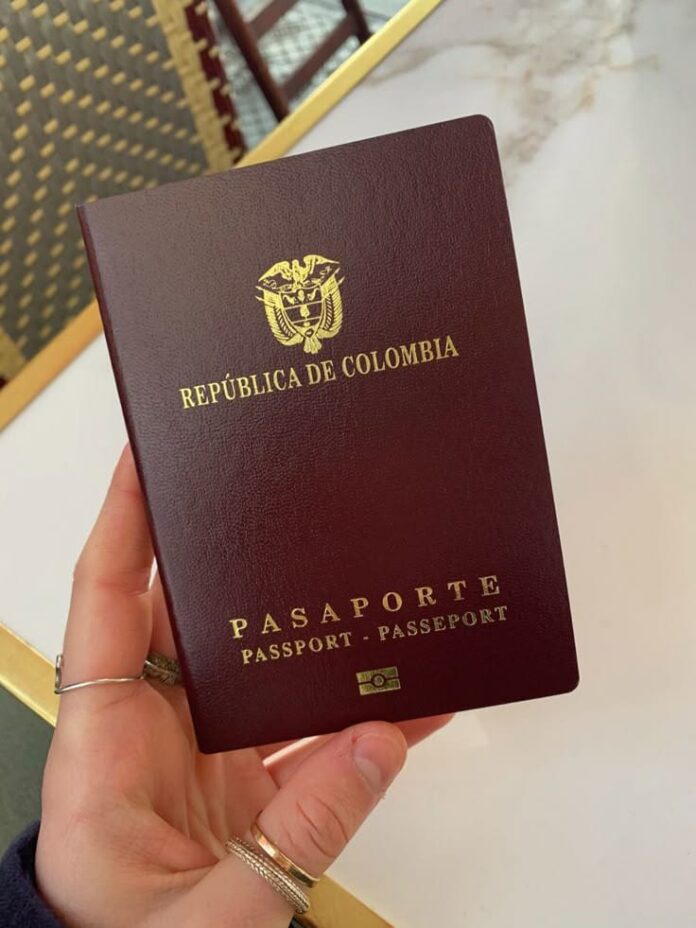 REPÚBLICA DE COLOMBIA
PASAPORTE
PASSPORT - PASSEPORT